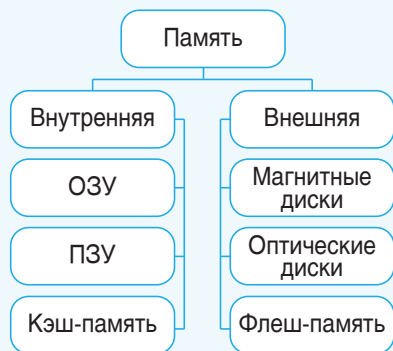 Память
Внутренняя
Внешняя
ОЗУ
Магнитные
диски
ПЗУ
Оптические
диски
Кэш-память
Флеш-память